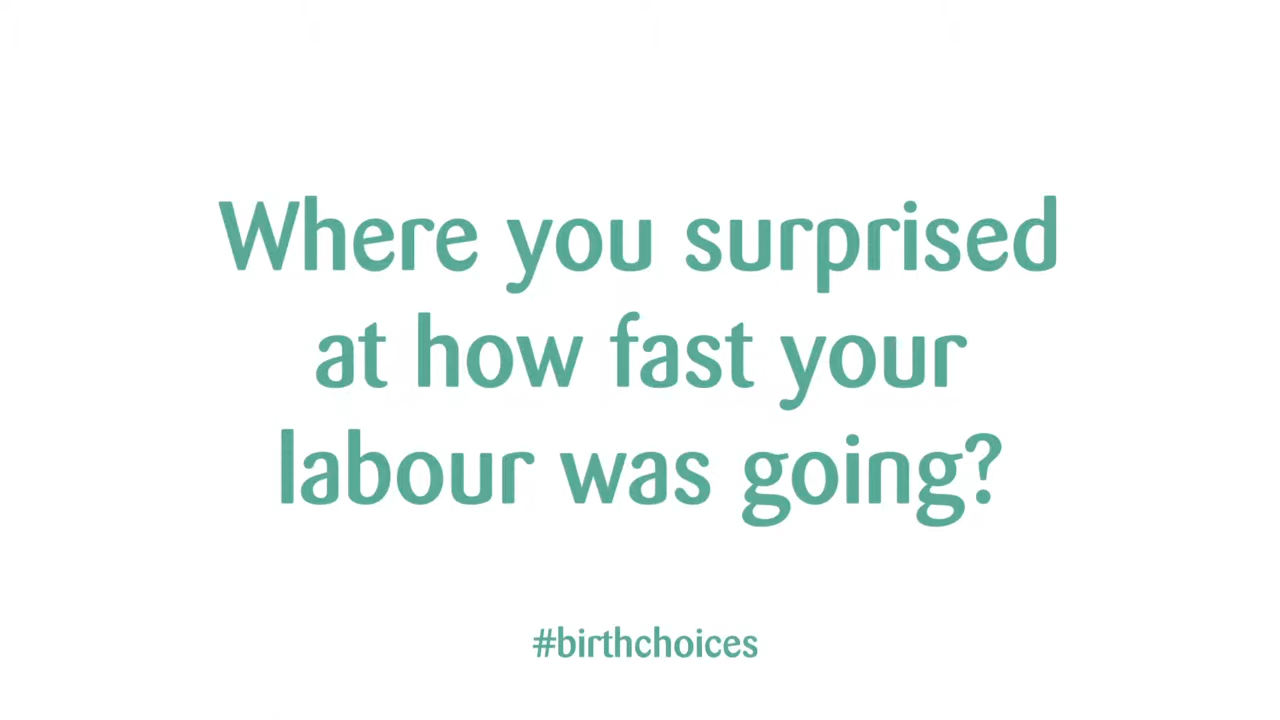 Where you surprised
at how fast your
labour was going?
#birthchoices